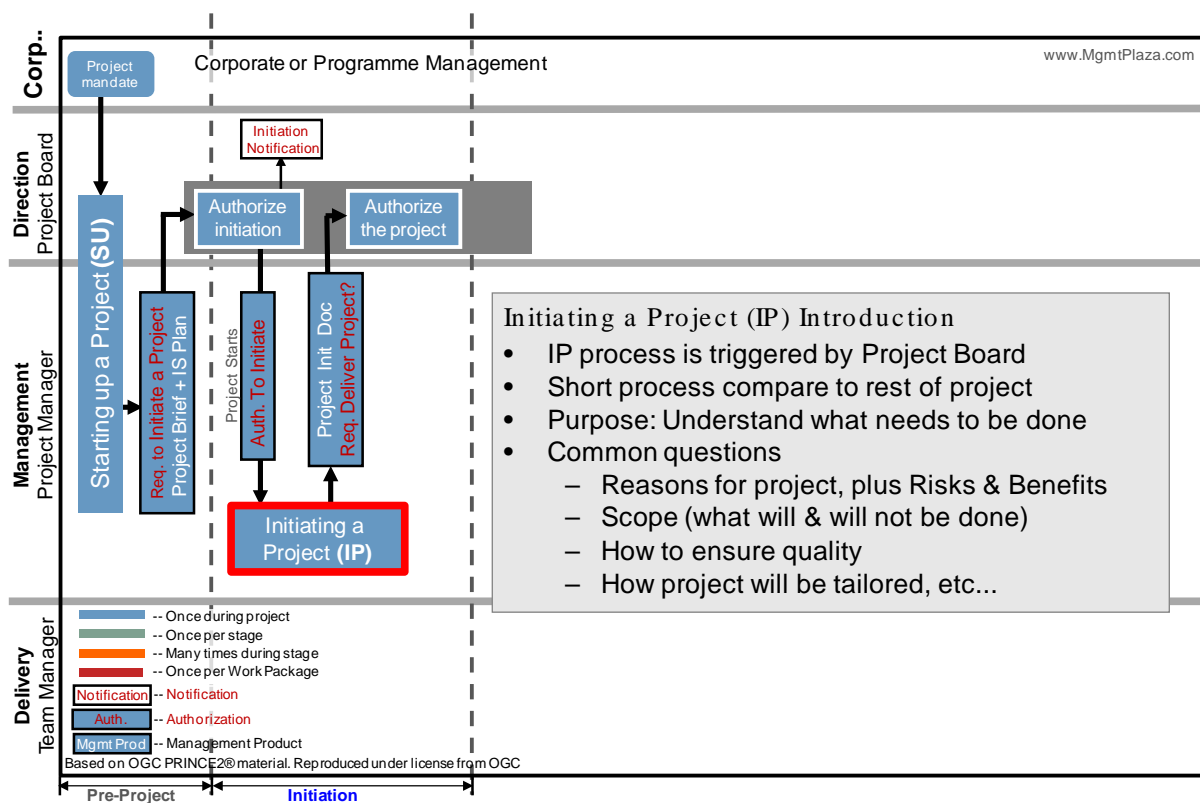 Corp..
Project
mandate
Corporate or Programme Management
www.MgmtPlaza.com
Direction
Project Board
Initiation
Notification
Authorize
initiation
Authorize
the project
Management
Project Manager
Starting up a Project (SU)
Req. to Initiate a Project
Project Brief + IS Plan
Project Starts
Auth. To Initiate
Project Init Doc
Req. Deliver Project?
Initiating a
Project (IP)
Initiating a Project (IP) Introduction
• IP process is triggered by Project Board
• Short process compare to rest of project
• Purpose: Understand what needs to be done
• Common questions
– Reasons for project, plus Risks & Benefits
– Scope (what will & will not be done)
– How to ensure quality
– How project will be tailored, etc...
Delivery
Team Manager
-- Once during project
-- Once per stage
-- Many times during stage
-- Once per Work Package
Notification -- Notification
Auth. -- Authorization
Mgmt Prod -- Management Product
Based on OGC PRINCE2® material. Reproduced under license from OGC
Pre-Project
Initiation